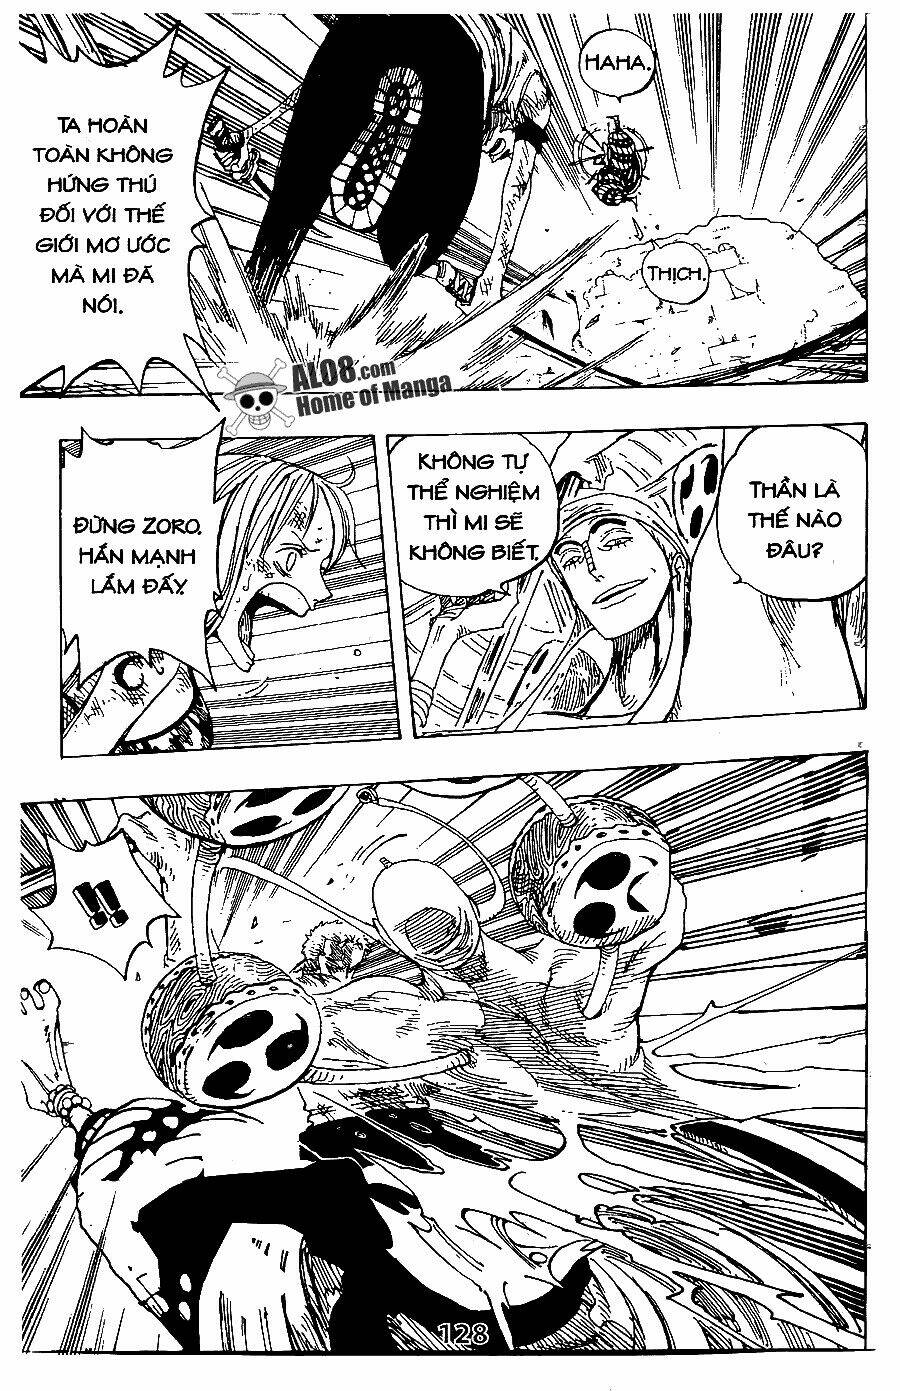 HAHA.
THỊCH.
TA HOÀN
TOÀN KHÔNG
HỨNG THÚ
ĐỐI VỚI THẾ
GIỚI MƠ ƯỚC
MÀ MI ĐÃ
NÓI.
AL08.com
Home of Manga
THẦN LÀ
THẾ NÀO
ĐÂU?
KHÔNG TỰ
THỂ NGHIỆM
THÌ MI SẼ
KHÔNG BIẾT.
ĐỪNG ZORO.
HẮN MẠNH
LẮM ĐẤY.
!!
128